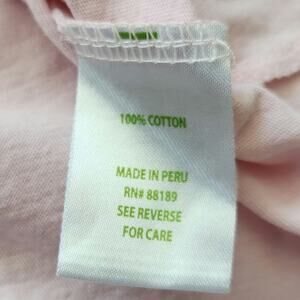 100% COTTON
MADE IN PERU
RN# 88189
SEE REVERSE
FOR CARE